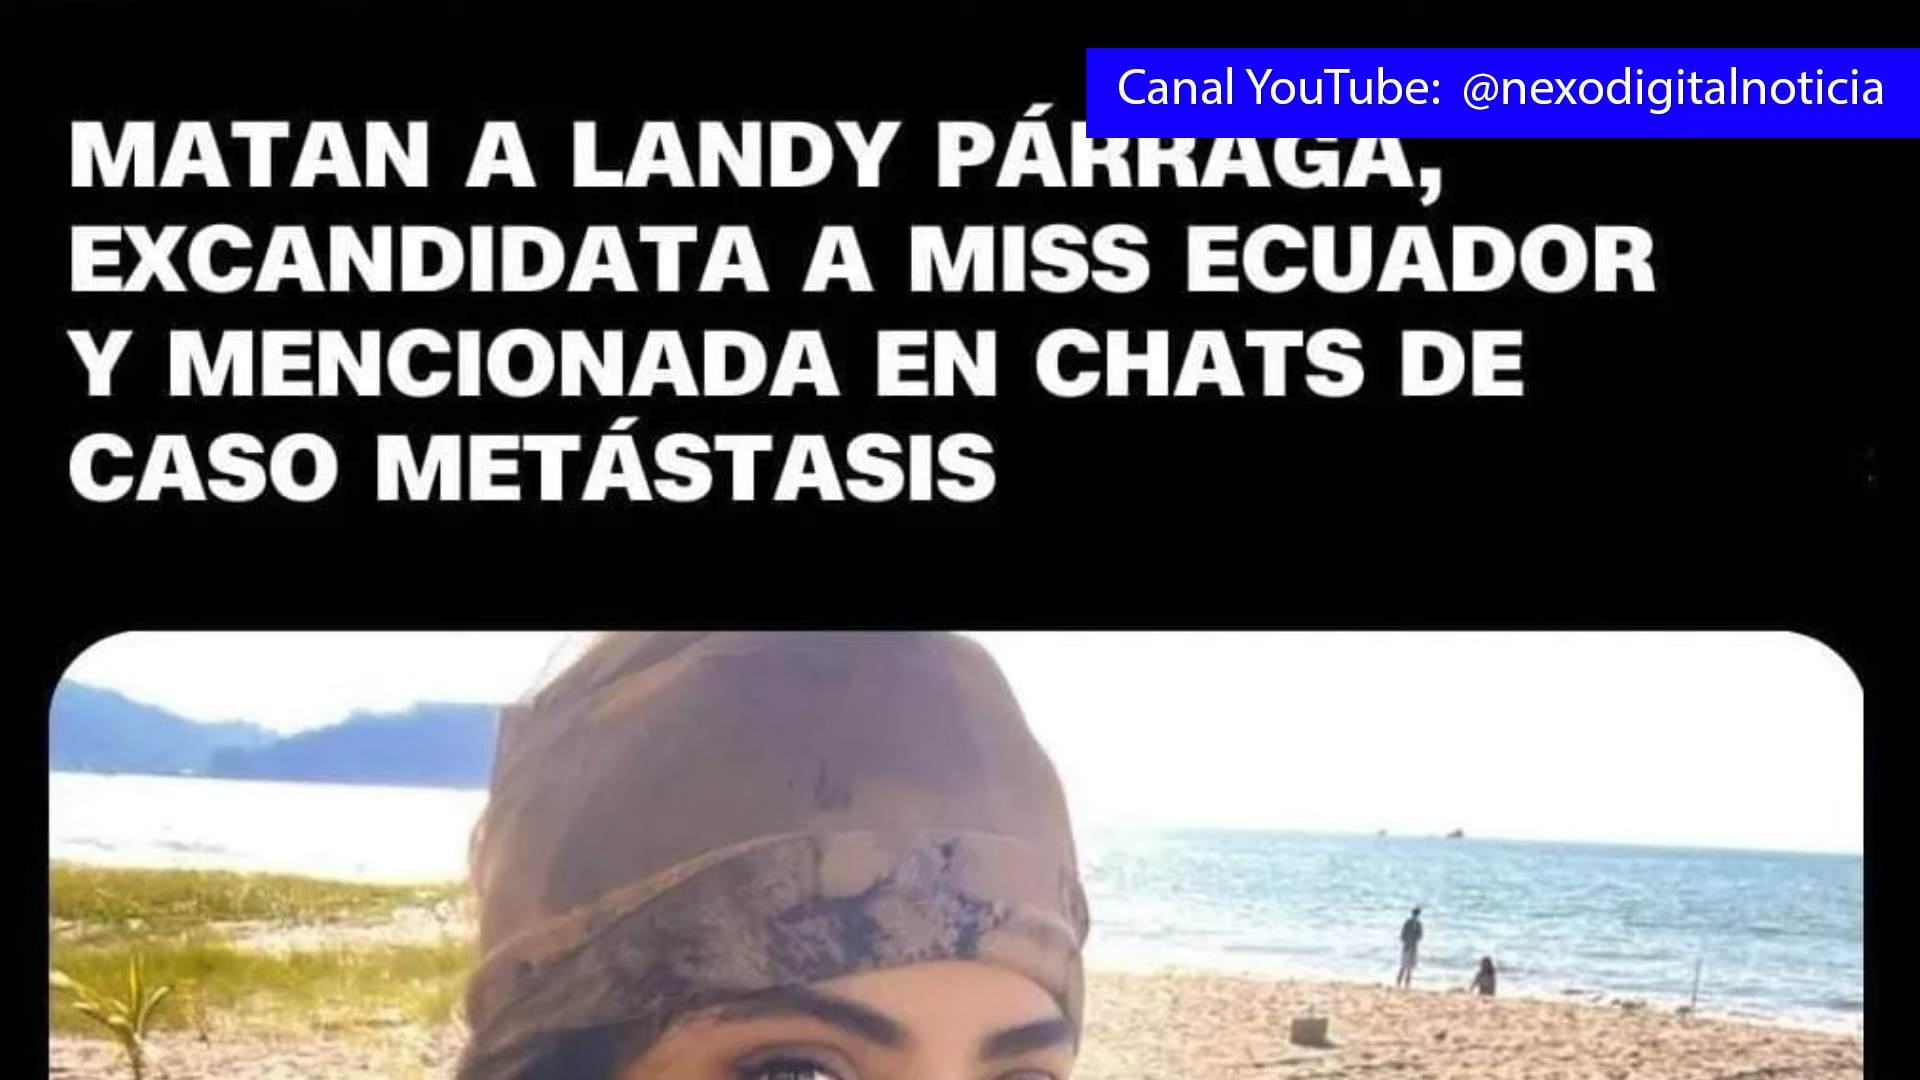 Canal YouTube: @nexodigitalnoticia
MATAN A LANDY PÁRRAGA,
EXCANDIDATA A MISS ECUADOR
Y MENCIONADA EN CHATS DE
CASO METÁSTASIS